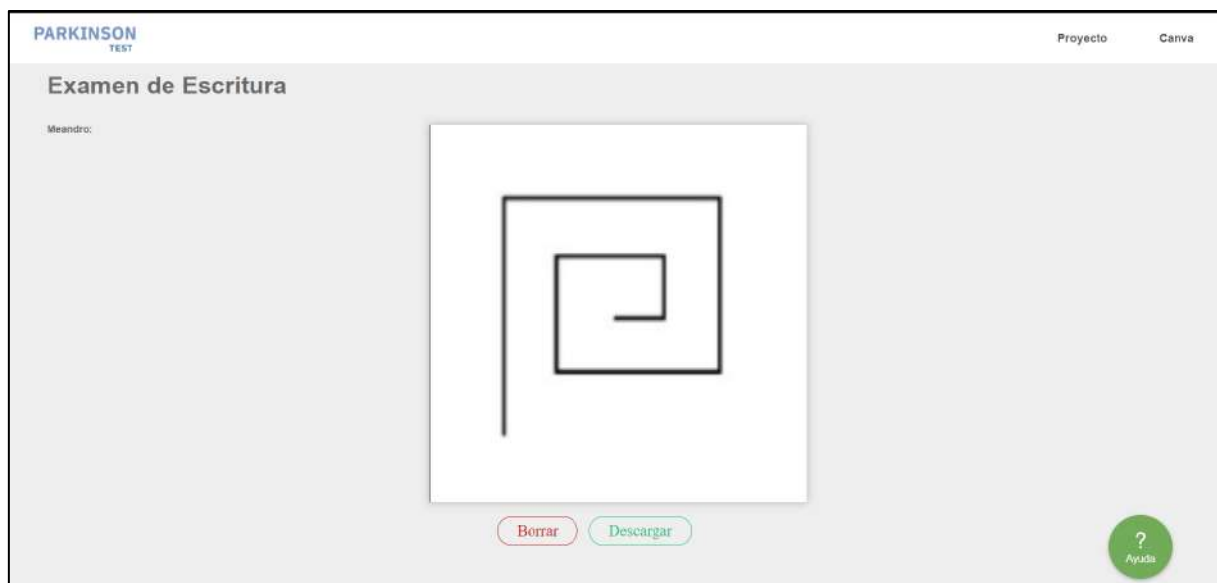 PARKINSON
TEST
Proyecto
Canva
Examen de Escritura
Meandro:
Borrar
Descargar
?
Ayuda